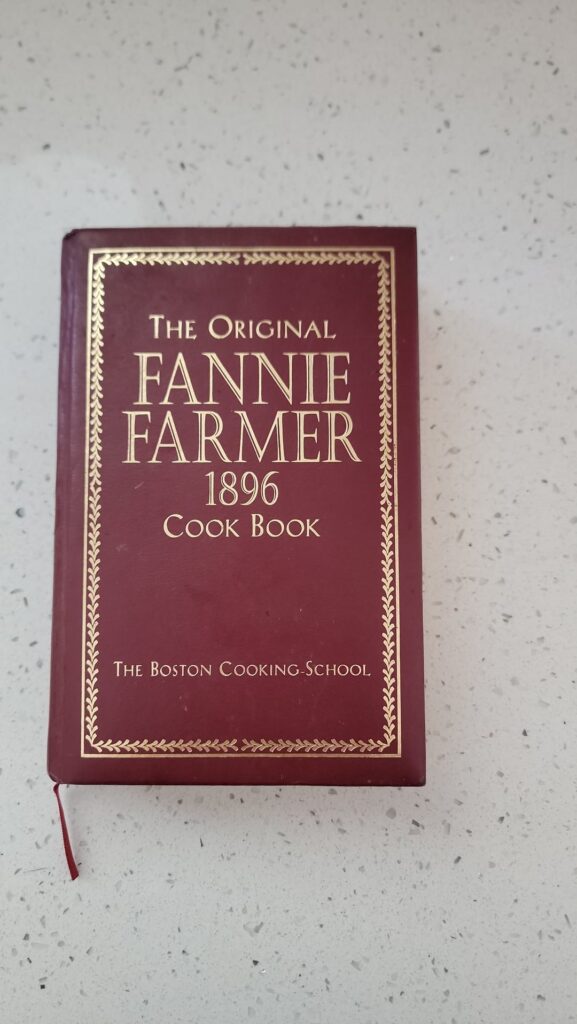 The Original
FANNIE
FARMER
1896
Cook Book
The Boston Cooking-School